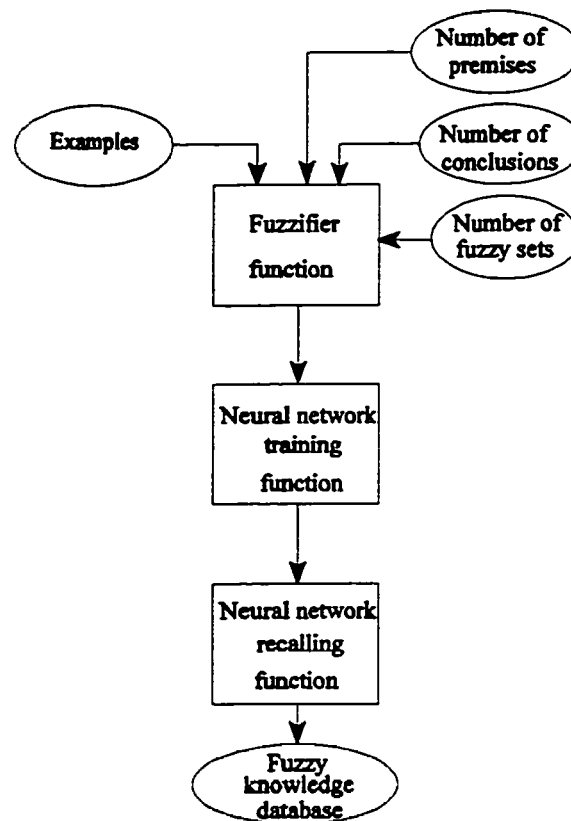 Number of
premises
Examples
Number of
conclusions
Fuzzifier
function
Number of
fuzzy sets
Neural network
training
function
Neural network
recalling
function
Fuzzy
knowledge
database